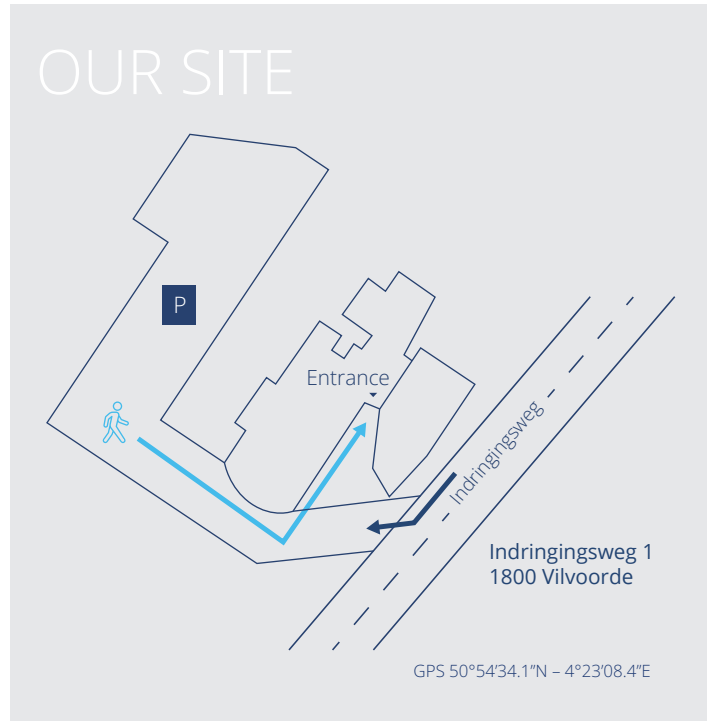 OUR SITE
P
Entrance
Indringingsweg
Indringingsweg 1
1800 Vilvoorde
GPS 50°54’34.1”N – 4°23’08.4”E